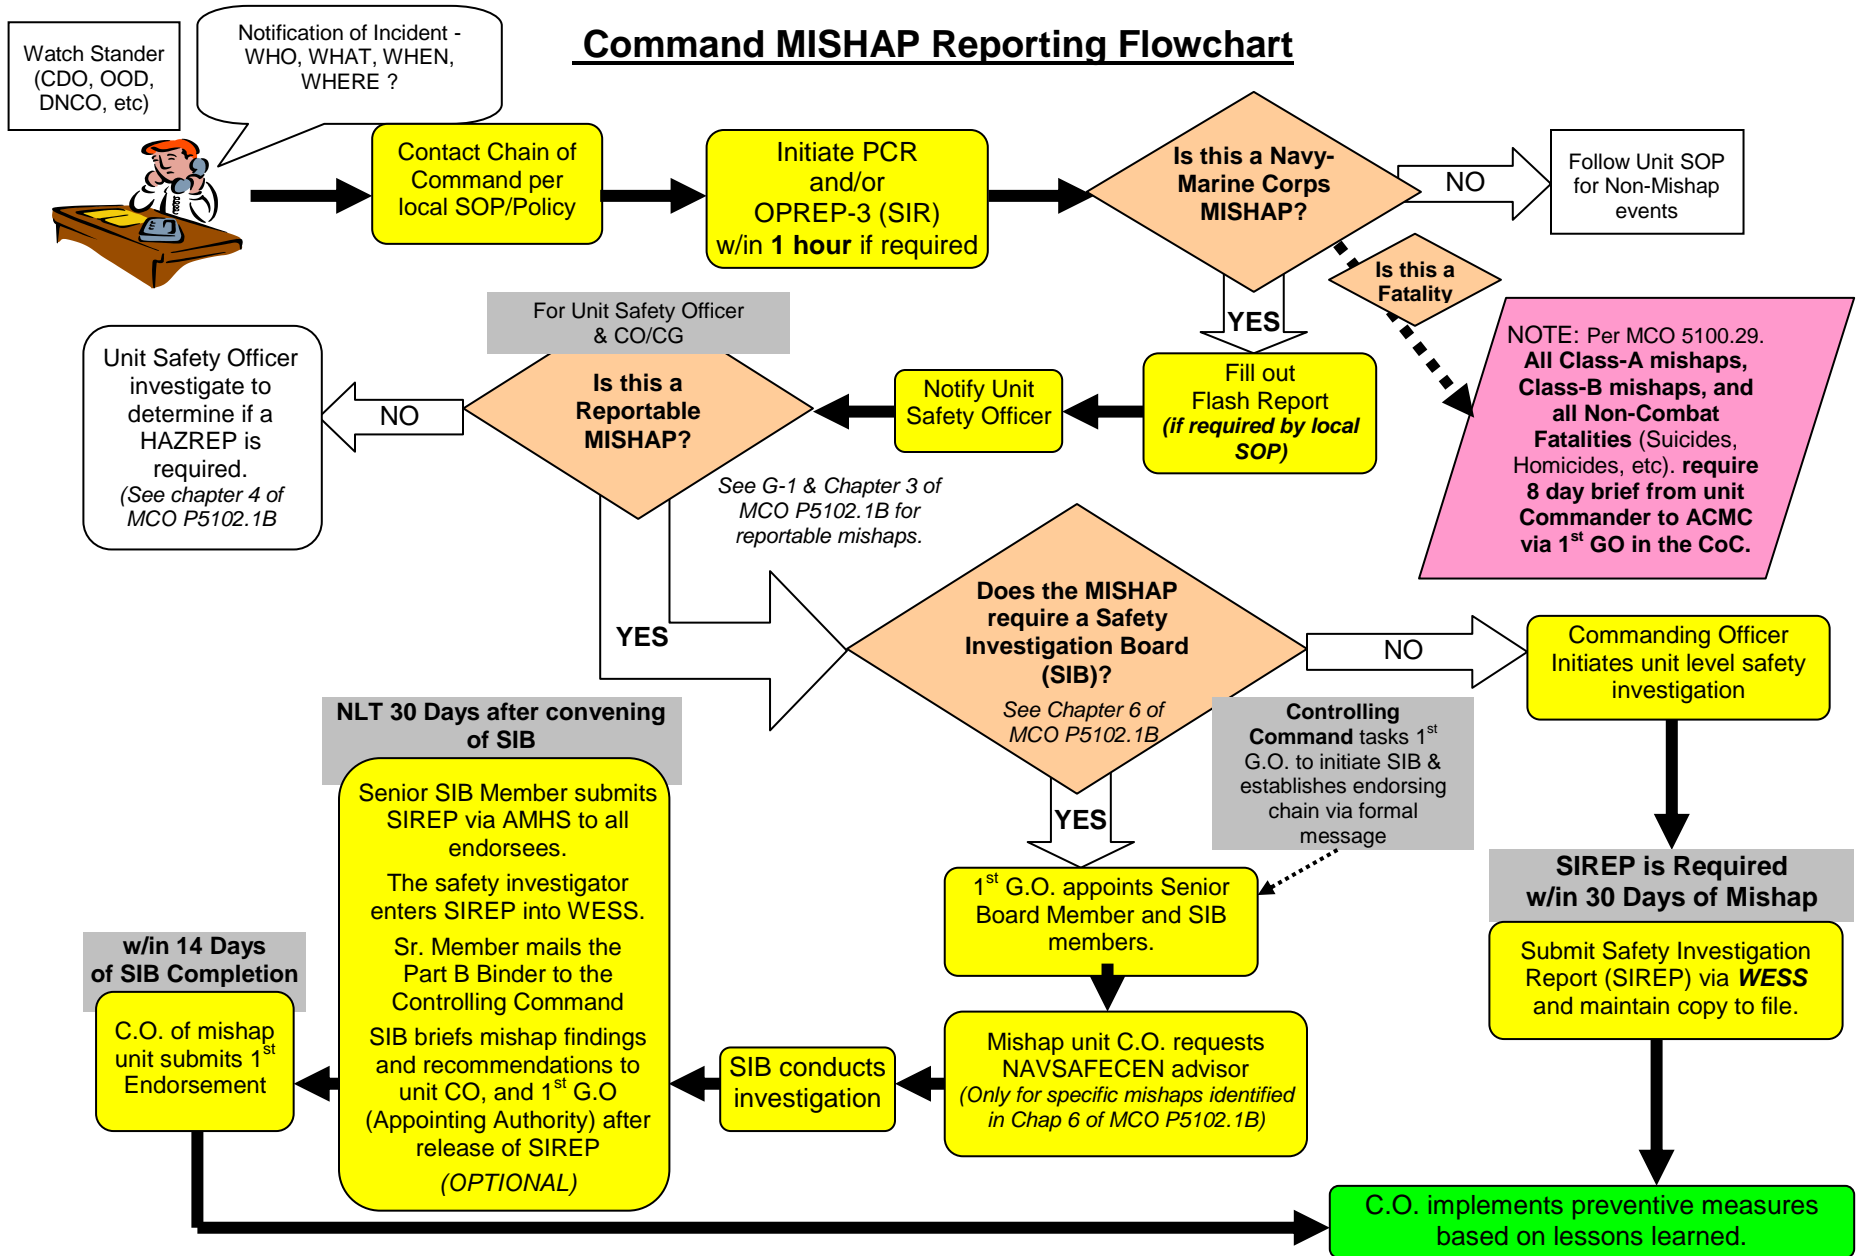 Command MISHAP Reporting Flowchart
Watch Stander
(CDO, OOD,
DNCO, etc)
Notification of Incident -
WHO, WHAT, WHEN,
WHERE ?
Contact Chain of
Command per
local SOP/Policy
Initiate PCR
and/or
OPREP-3 (SIR)
w/in 1 hour if required
Is this a Navy-
Marine Corps
MISHAP?
NO
Follow Unit SOP
for Non-Mishap
events
Is this a
Fatality
YES
NOTE: Per MCO 5100.29.
All Class-A mishaps,
Class-B mishaps, and
all Non-Combat
Fatalities (Suicides,
Homicides, etc). require
8 day brief from unit
Commander to ACMC
via 1st GO in the CoC.
Fill out
Flash Report
(if required by local
SOP)
Notify Unit
Safety Officer
For Unit Safety Officer
& CO/CG
Is this a
Reportable
MISHAP?
NO
Unit Safety Officer
investigate to
determine if a
HAZREP is
required.
(See chapter 4 of
MCO P5102.1B
See G-1 & Chapter 3 of
MCO P5102.1B for
reportable mishaps.
YES
Does the MISHAP
require a Safety
Investigation Board
(SIB)?
See Chapter 6 of
MCO P5102.1B
NO
Commanding Officer
Initiates unit level safety
investigation
Controlling
Command tasks 1st
G.O. to initiate SIB &
establishes endorsing
chain via formal
message
YES
SIREP is Required
w/in 30 Days of Mishap
Submit Safety Investigation
Report (SIREP) via WESS
and maintain copy to file.
1st G.O. appoints Senior
Board Member and SIB
members.
Mishap unit C.O. requests
NAVSAFECEN advisor
(Only for specific mishaps identified
in Chap 6 of MCO P5102.1B)
SIB conducts
investigation
NLT 30 Days after convening
of SIB
Senior SIB Member submits
SIREP via AMHS to all
endorsees.
The safety investigator
enters SIREP into WESS.
Sr. Member mails the
Part B Binder to the
Controlling Command
SIB briefs mishap findings
and recommendations to
unit CO, and 1st G.O
(Appointing Authority) after
release of SIREP
(OPTIONAL)
w/in 14 Days
of SIB Completion
C.O. of mishap
unit submits 1st
Endorsement
C.O. implements preventive measures
based on lessons learned.